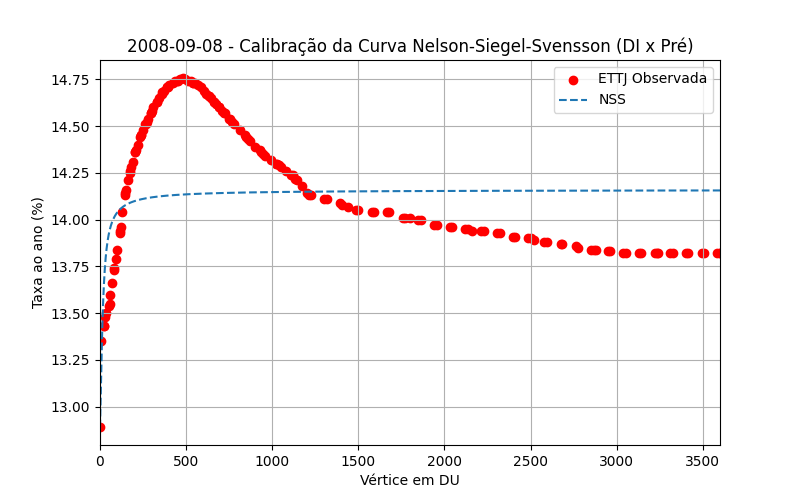 2008-09-08 - Calibração da Curva Nelson-Siegel-Svensson (DI x Pré)
ETTJ Observada
NSS
Taxa ao ano (%)
14.75
14.50
14.25
14.00
13.75
13.50
13.25
13.00
0 500 1000 1500 2000 2500 3000 3500
Vértice em DU